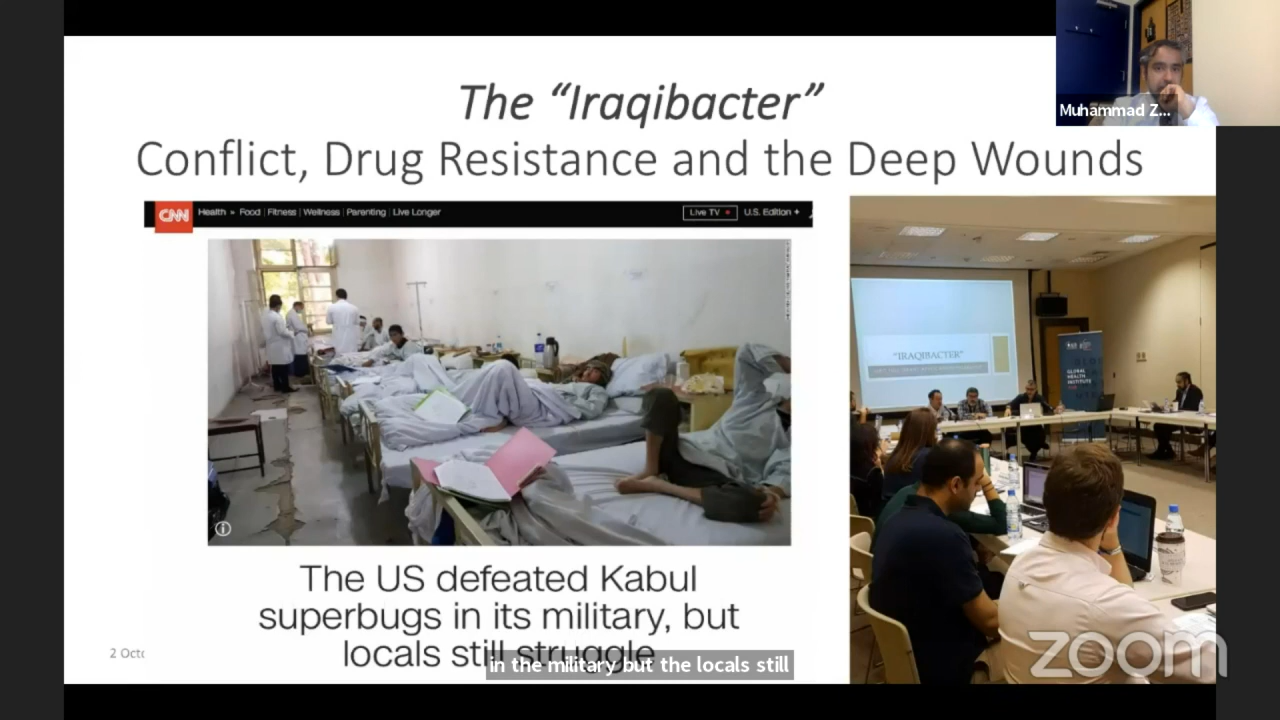 The “Iraqibacter”
Conflict, Drug Resistance and the Deep Wounds
Muhammad Z...
CNN Health » Food | Fitness | Wellness | Parenting | Live Longer Live TV U.S. Edition +
"IRAQIBACTER"
GLOBAL
HEALTH
INSTITUTE
The US defeated Kabul
superbugs in its military, but
locals still struggle
in the military but the locals still
2 Octo
zoom